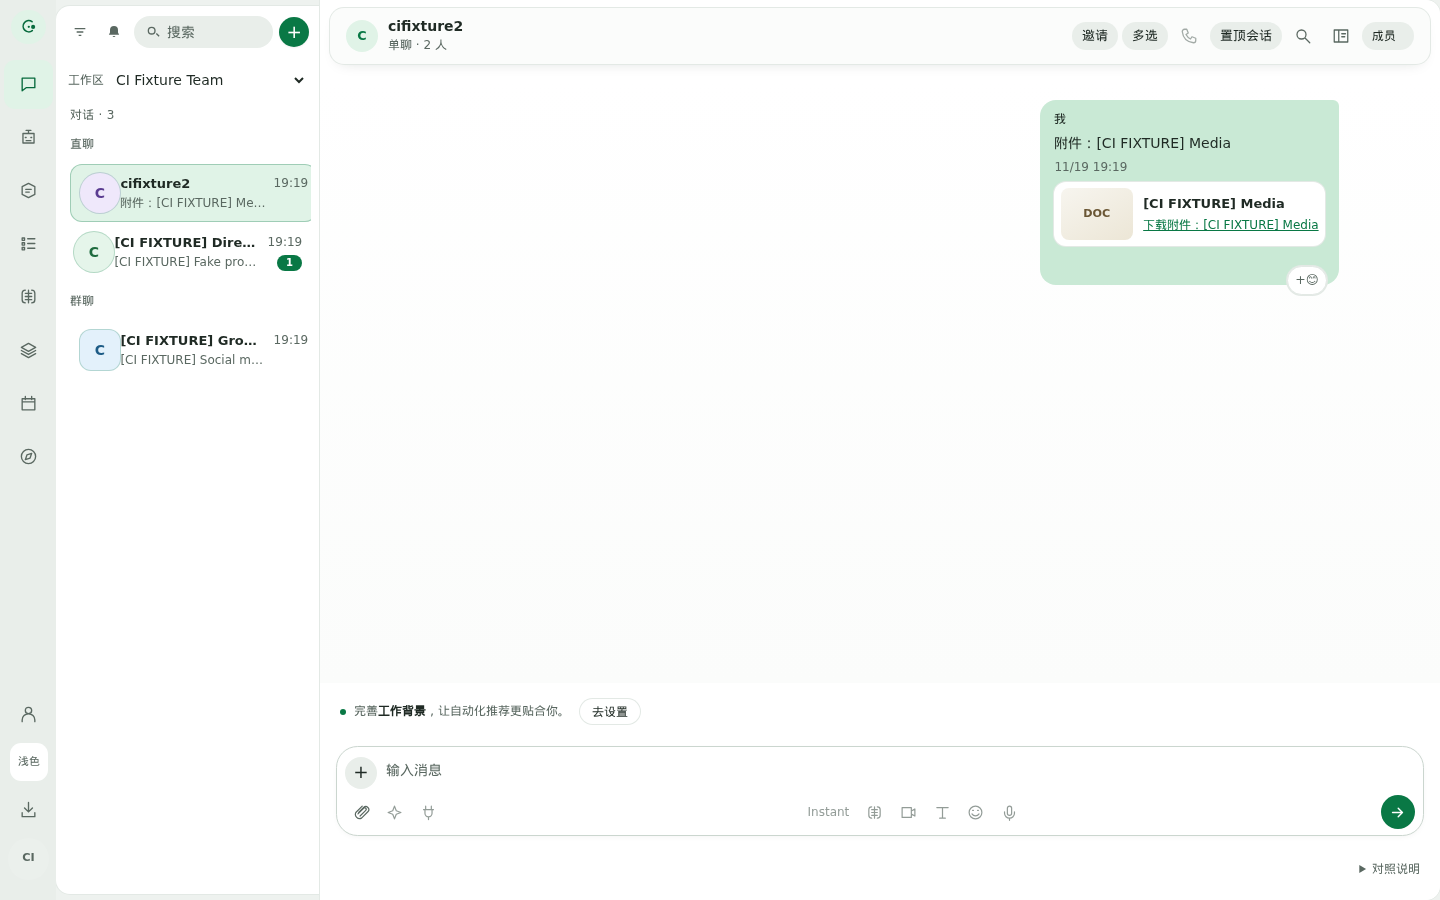 搜索
工作区 CI Fixture Team
对话 · 3
直聊
C
cifixture2 19:19
附件：[CI FIXTURE] Me…
C
[CI FIXTURE] Dire… 19:19
[CI FIXTURE] Fake pro… 1
群聊
C
[CI FIXTURE] Gro… 19:19
[CI FIXTURE] Social m…
浅色
CI
C
cifixture2
单聊 · 2 人
邀请 多选 置顶会话 成员
我
附件：[CI FIXTURE] Media
11/19 19:19
DOC
[CI FIXTURE] Media
下载附件：[CI FIXTURE] Media
+😊
完善工作背景，让自动化推荐更贴合你。 去设置
+ 输入消息
Instant
▶ 对照说明